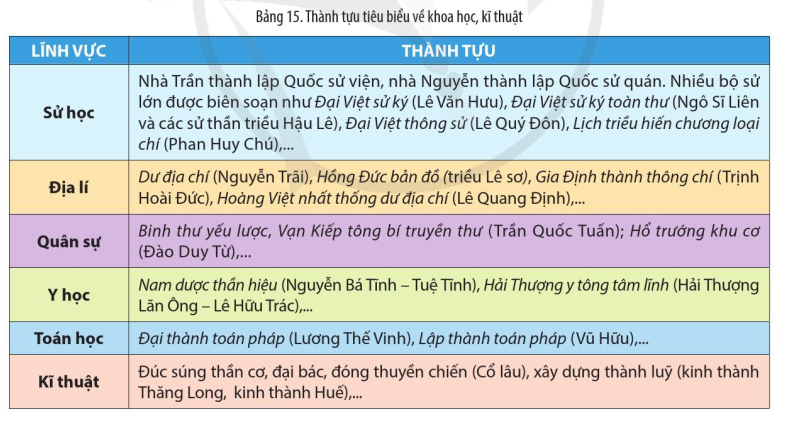 Bảng 15. Thành tựu tiêu biểu về khoa học, kĩ thuật
LĨNH VỰC THÀNH TỰU
Sử học
Nhà Trần thành lập Quốc sử viện, nhà Nguyễn thành lập Quốc sử quán. Nhiều bộ sử
lớn được biên soạn như Đại Việt sử ký (Lê Văn Hưu), Đại Việt sử ký toàn thư (Ngô Sĩ Liên
và các sử thần triều Hậu Lê), Đại Việt thông sử (Lê Quý Đôn), Lịch triều hiến chương loại
chí (Phan Huy Chú),...
Địa lí
Dư địa chí (Nguyễn Trãi), Hồng Đức bản đồ (triều Lê sơ), Gia Định thành thông chí (Trịnh
Hoài Đức), Hoàng Việt nhất thống dư địa chí (Lê Quang Định),...
Quân sự
Binh thư yếu lược, Vạn Kiếp tông bí truyền thư (Trần Quốc Tuấn); Hổ trướng khu cơ
(Đào Duy Từ),...
Y học
Nam dược thần hiệu (Nguyễn Bá Tĩnh – Tuệ Tĩnh), Hải Thượng y tông tâm lĩnh (Hải Thượng
Lãn Ông – Lê Hữu Trác),...
Toán học
Đại thành toán pháp (Lương Thế Vinh), Lập thành toán pháp (Vũ Hữu),...
Kĩ thuật
Đúc súng thần cơ, đại bác, đóng thuyền chiến (Cổ lâu), xây dựng thành luỹ (kinh thành
Thăng Long, kinh thành Huế),...